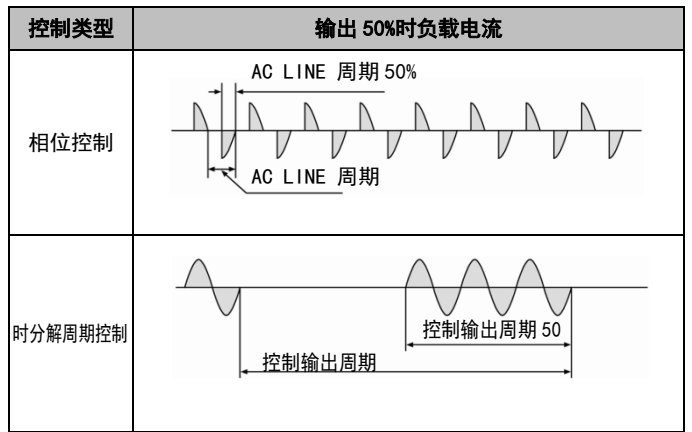 控制类型
输出 50%时负载电流
相位控制
AC LINE 周期 50%
AC LINE 周期
时分解周期控制
控制输出周期 50
控制输出周期